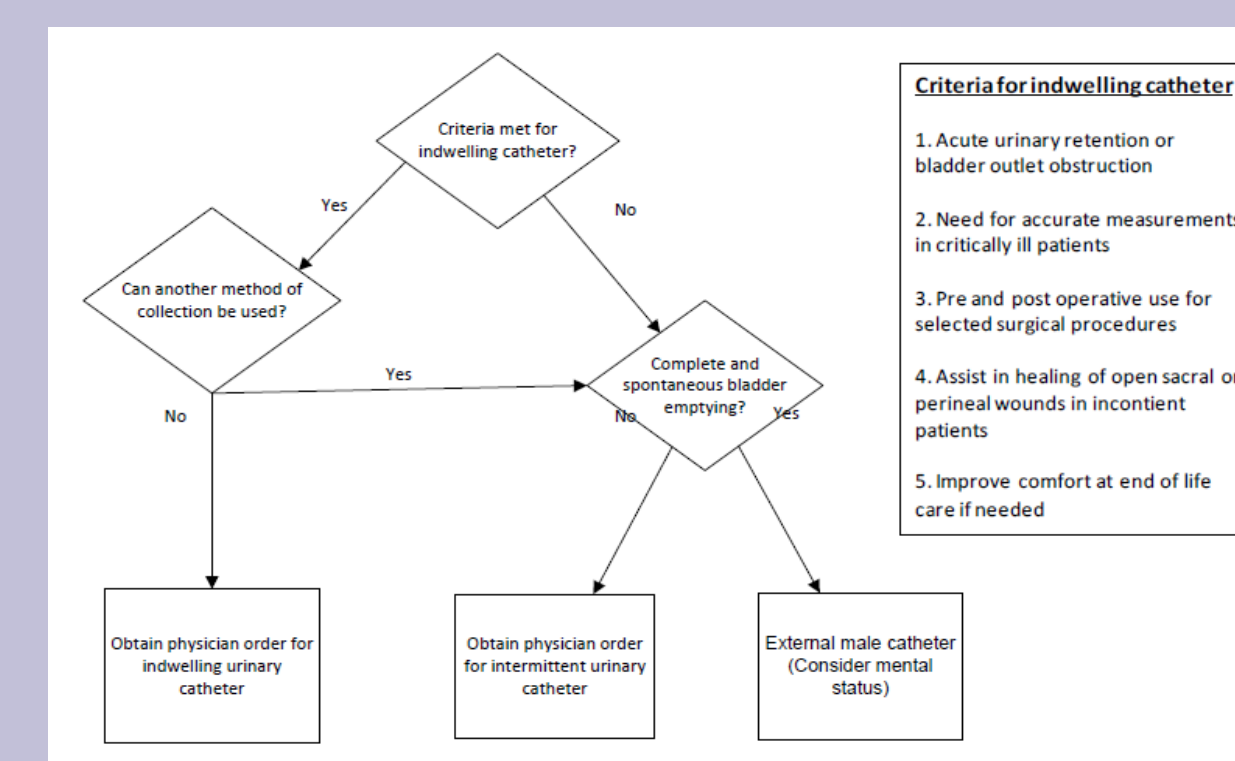 Criteria met for
indwelling catheter?
Yes
No
Can another method of
collection be used?
Yes
No
Complete and
spontaneous bladder
emptying?
No
Yes
Obtain physician order for
indwelling urinary
catheter
Obtain physician order
for intermittent urinary
catheter
External male catheter
(Consider mental
status)
Criteria for indwelling catheter
1. Acute urinary retention or
bladder outlet obstruction
2. Need for accurate measurements
in critically ill patients
3. Pre and post operative use for
selected surgical procedures
4. Assist in healing of open sacral or
perineal wounds in incontient
patients
5. Improve comfort at end of life
care if needed